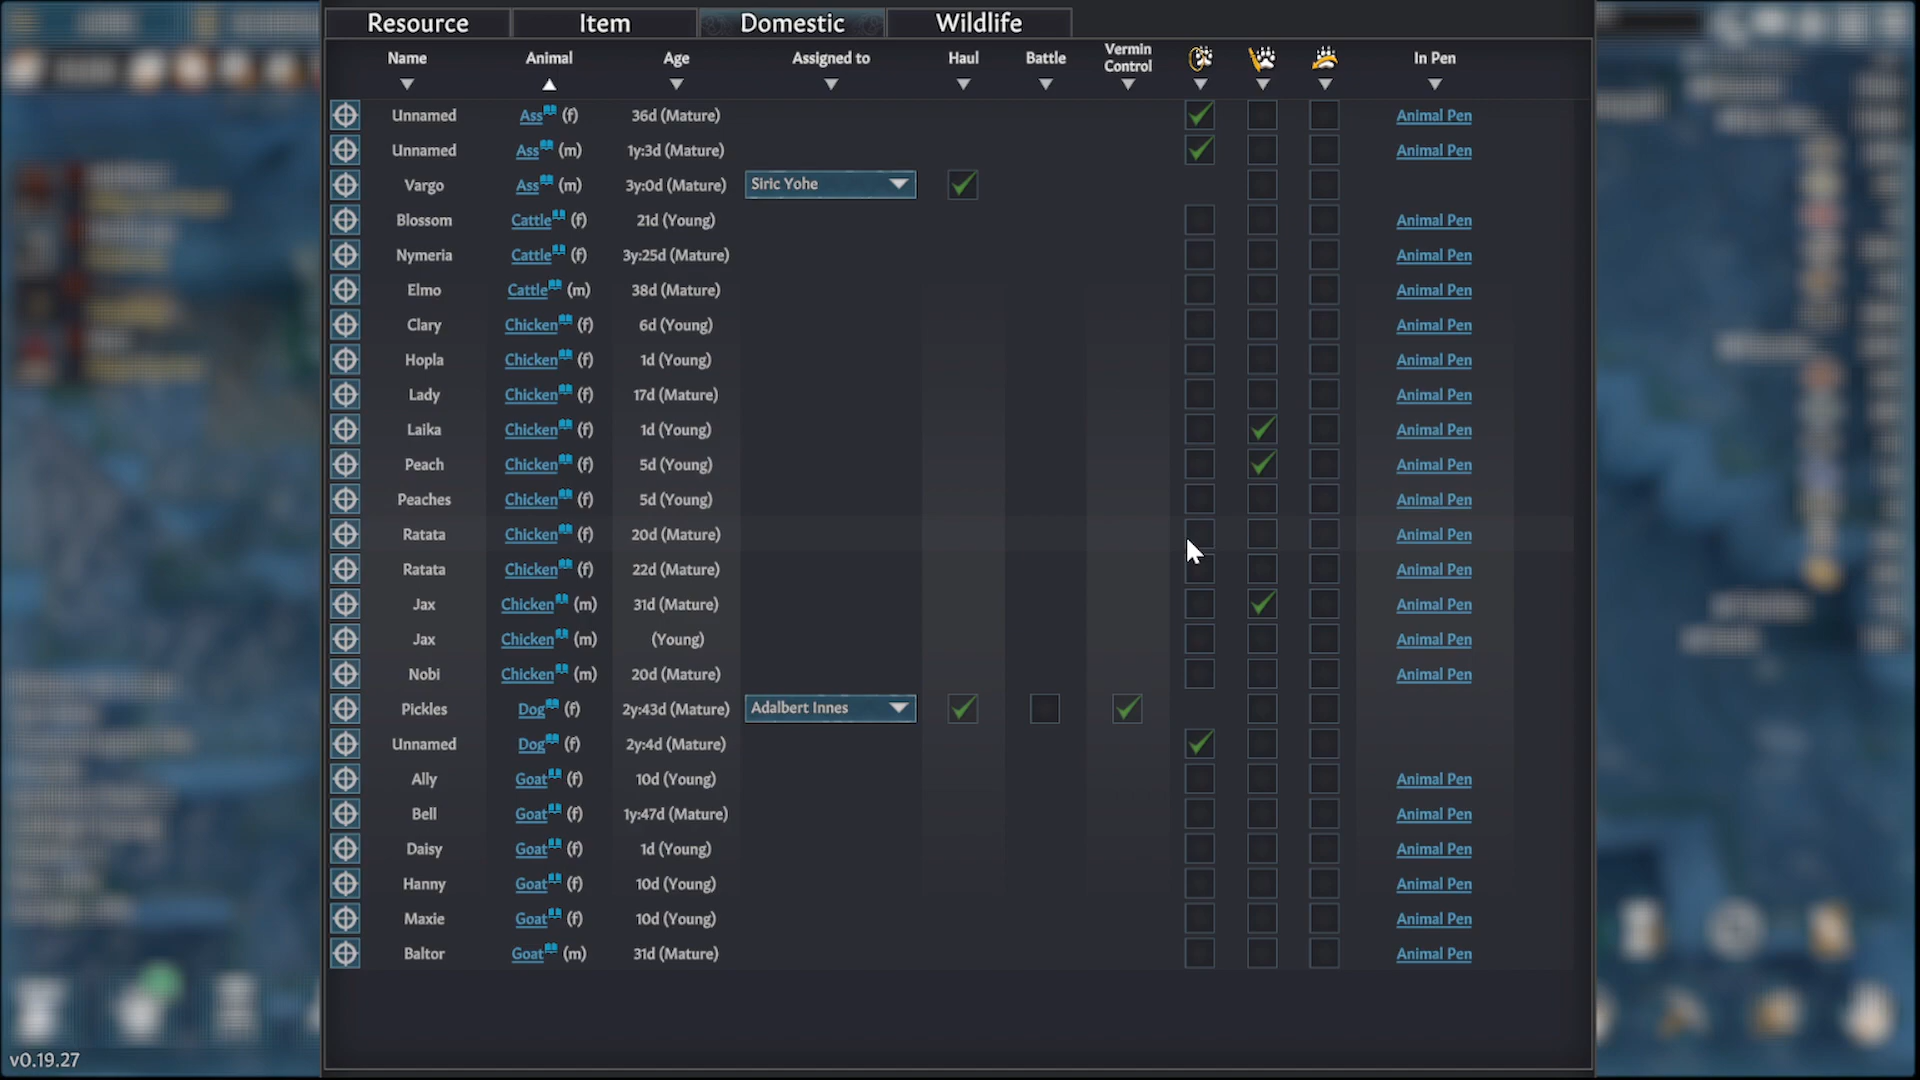 Resource Item Domestic Wildlife
Name Animal Age Assigned to Haul Battle Vermin Control In Pen
Unnamed Ass (f) 36d (Mature) Animal Pen
Unnamed Ass (m) 1y:3d (Mature) Animal Pen
Vargo Ass (m) 3y:0d (Mature) Siric Yohe
Blossom Cattle (f) 21d (Young) Animal Pen
Nymeria Cattle (f) 3y:25d (Mature) Animal Pen
Elmo Cattle (m) 38d (Mature) Animal Pen
Clary Chicken (f) 6d (Young) Animal Pen
Hopla Chicken (f) 1d (Young) Animal Pen
Lady Chicken (f) 17d (Mature) Animal Pen
Laika Chicken (f) 1d (Young) Animal Pen
Peach Chicken (f) 5d (Young) Animal Pen
Peaches Chicken (f) 5d (Young) Animal Pen
Ratata Chicken (f) 20d (Mature) Animal Pen
Ratata Chicken (f) 22d (Mature) Animal Pen
Jax Chicken (m) 31d (Mature) Animal Pen
Jax Chicken (m) (Young) Animal Pen
Nobi Chicken (m) 20d (Mature) Animal Pen
Pickles Dog (f) 2y:43d (Mature) Adalbert Innes
Unnamed Dog (f) 2y:4d (Mature)
Ally Goat (f) 10d (Young) Animal Pen
Bell Goat (f) 1y:47d (Mature) Animal Pen
Daisy Goat (f) 1d (Young) Animal Pen
Hanny Goat (f) 10d (Young) Animal Pen
Maxie Goat (f) 10d (Young) Animal Pen
Baltor Goat (m) 31d (Mature) Animal Pen
v0.19.27